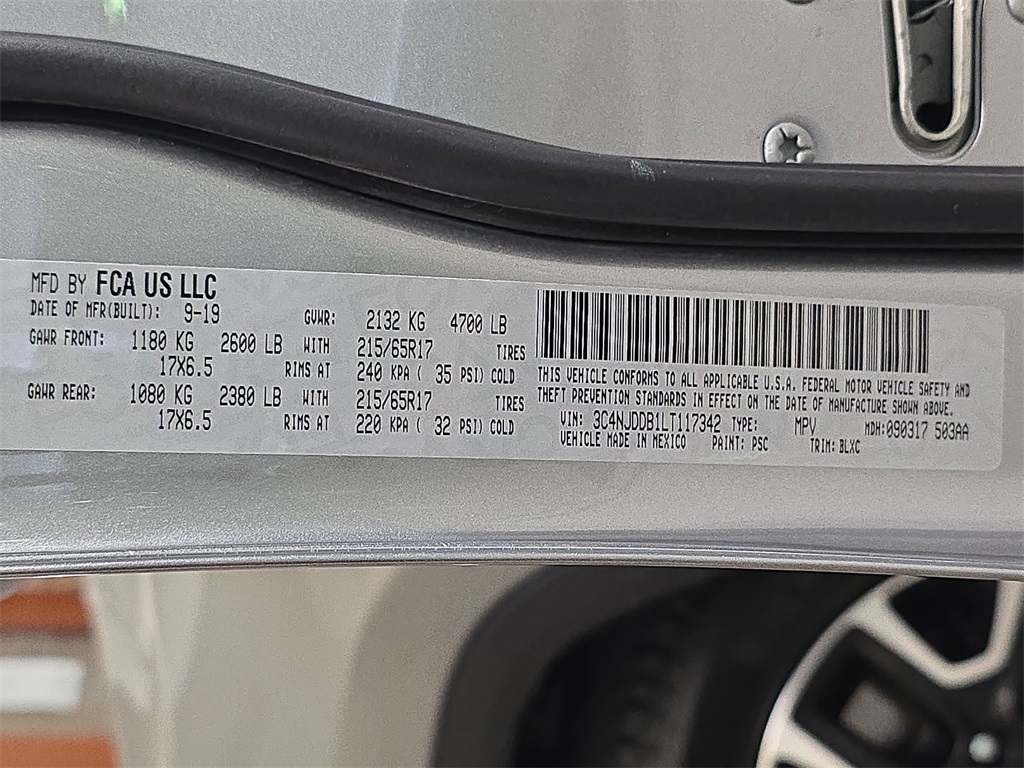 MFD BY FCA US LLC
DATE OF MFR(BUILT): 9-19 GVWR: 2132 KG 4700 LB
GAWR FRONT: 1180 KG 2600 LB WITH 215/65R17 TIRES
17X6.5 RIMS AT 240 KPA ( 35 PSI) COLD
GAWR REAR: 1080 KG 2380 LB WITH 215/65R17 TIRES
17X6.5 RIMS AT 220 KPA ( 32 PSI) COLD
THIS VEHICLE CONFORMS TO ALL APPLICABLE U.S.A. FEDERAL MOTOR VEHICLE SAFETY AND
THEFT PREVENTION STANDARDS IN EFFECT ON THE DATE OF MANUFACTURE SHOWN ABOVE.
VIN: 3C4NJDDB1LT117342 TYPE: MPV MDH:090317 503AA
VEHICLE MADE IN MEXICO PAINT: PSC TRIM: BLXC